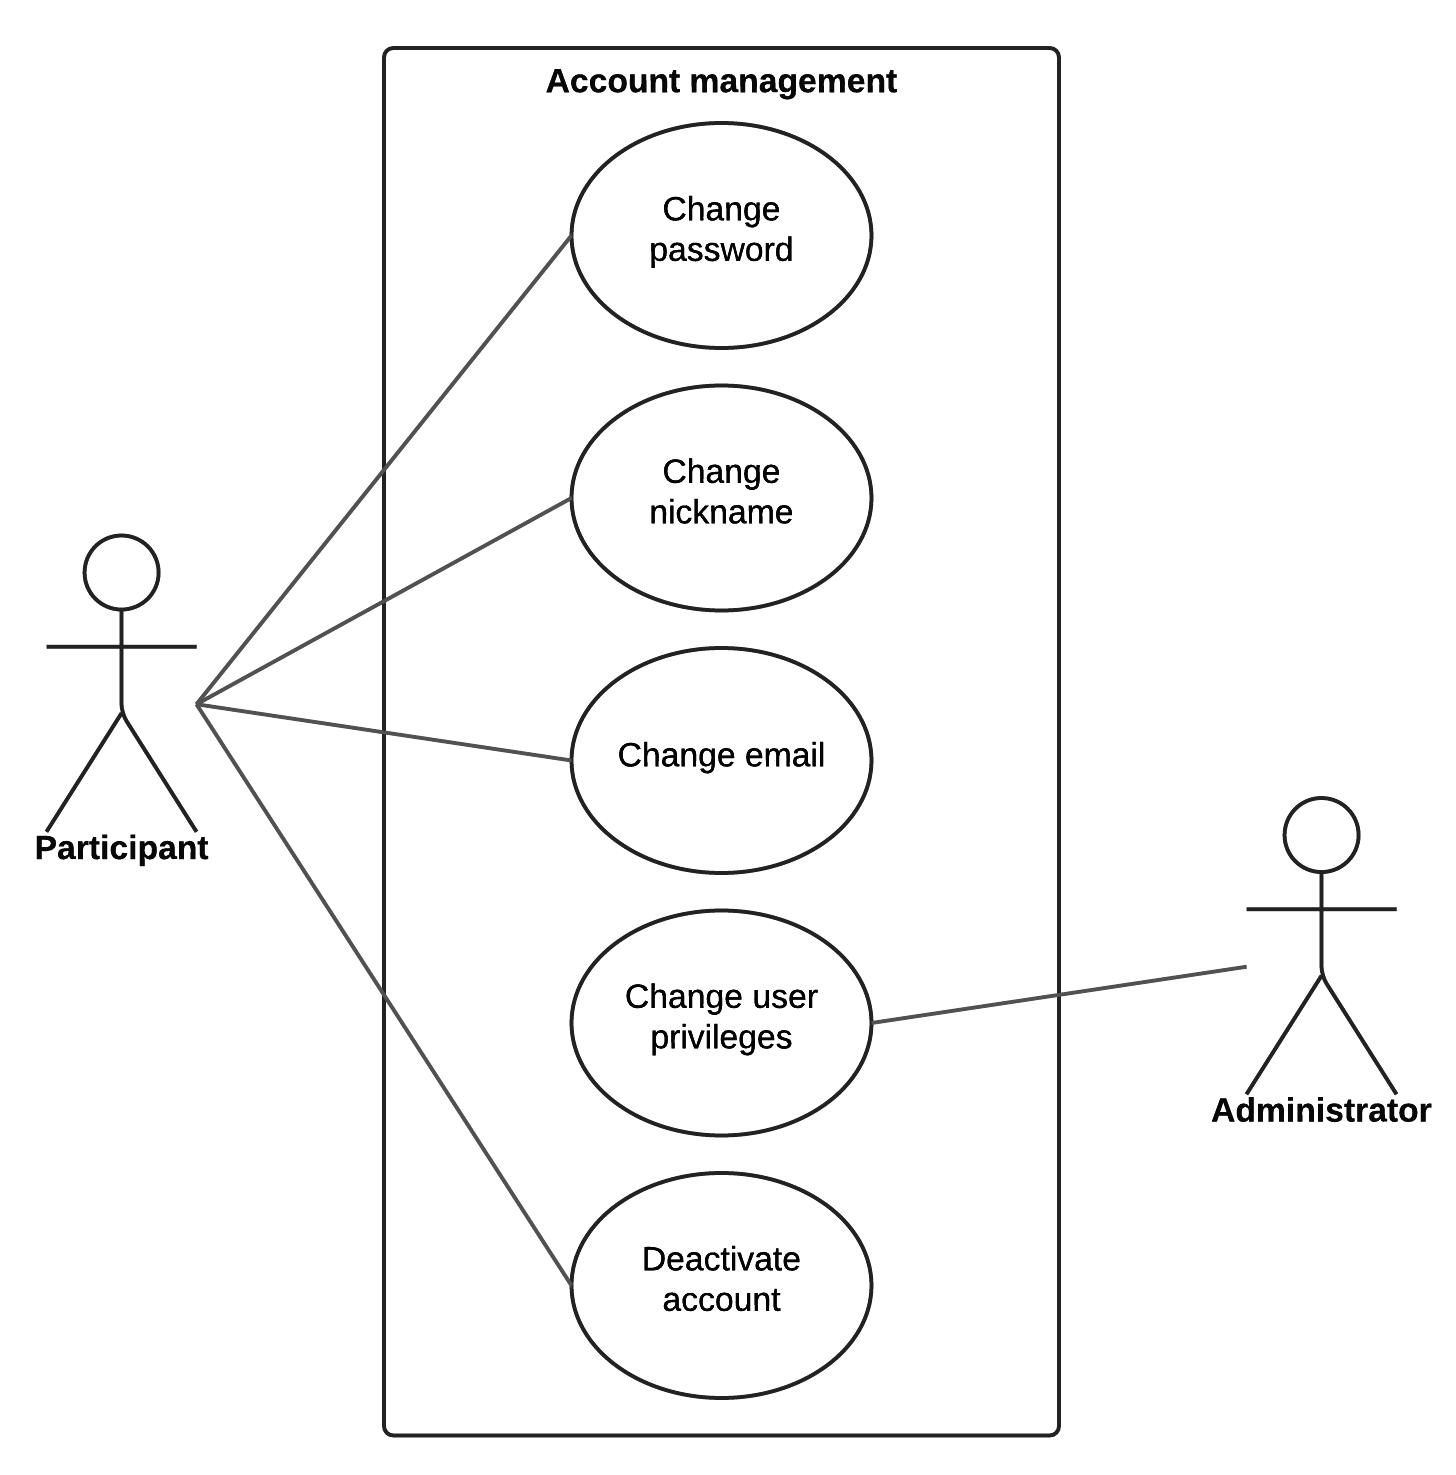 Account management
Change
password
Change
nickname
Change email
Participant
Change user
privileges
Administrator
Deactivate
account